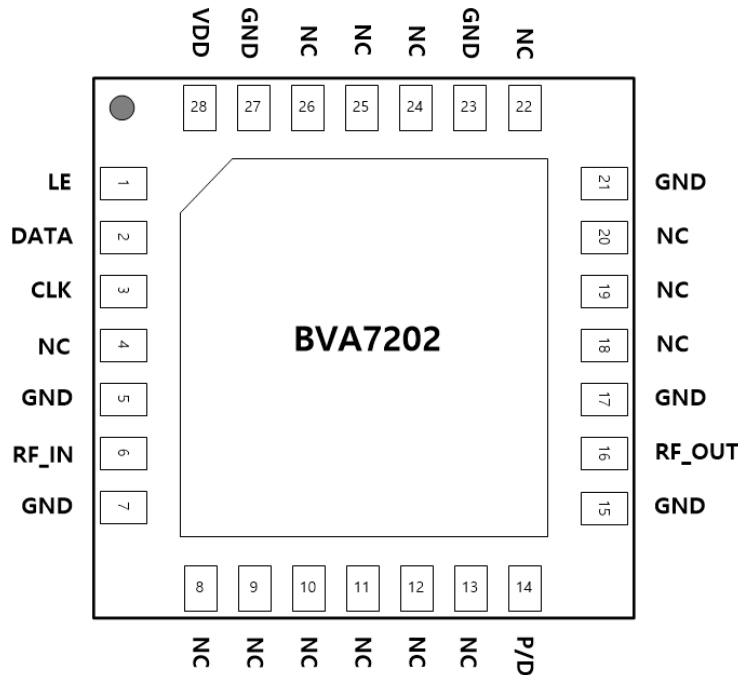 VDD GND NC NC NC GND NC
28 27 26 25 24 23 22
LE 1 21 GND
DATA 2 20 NC
CLK 3 19 NC
BVA7202
NC 4 18 NC
GND 5 17 GND
RF_IN 6 16 RF_OUT
GND 7 15 GND
8 9 10 11 12 13 14
NC NC NC NC NC NC P/D